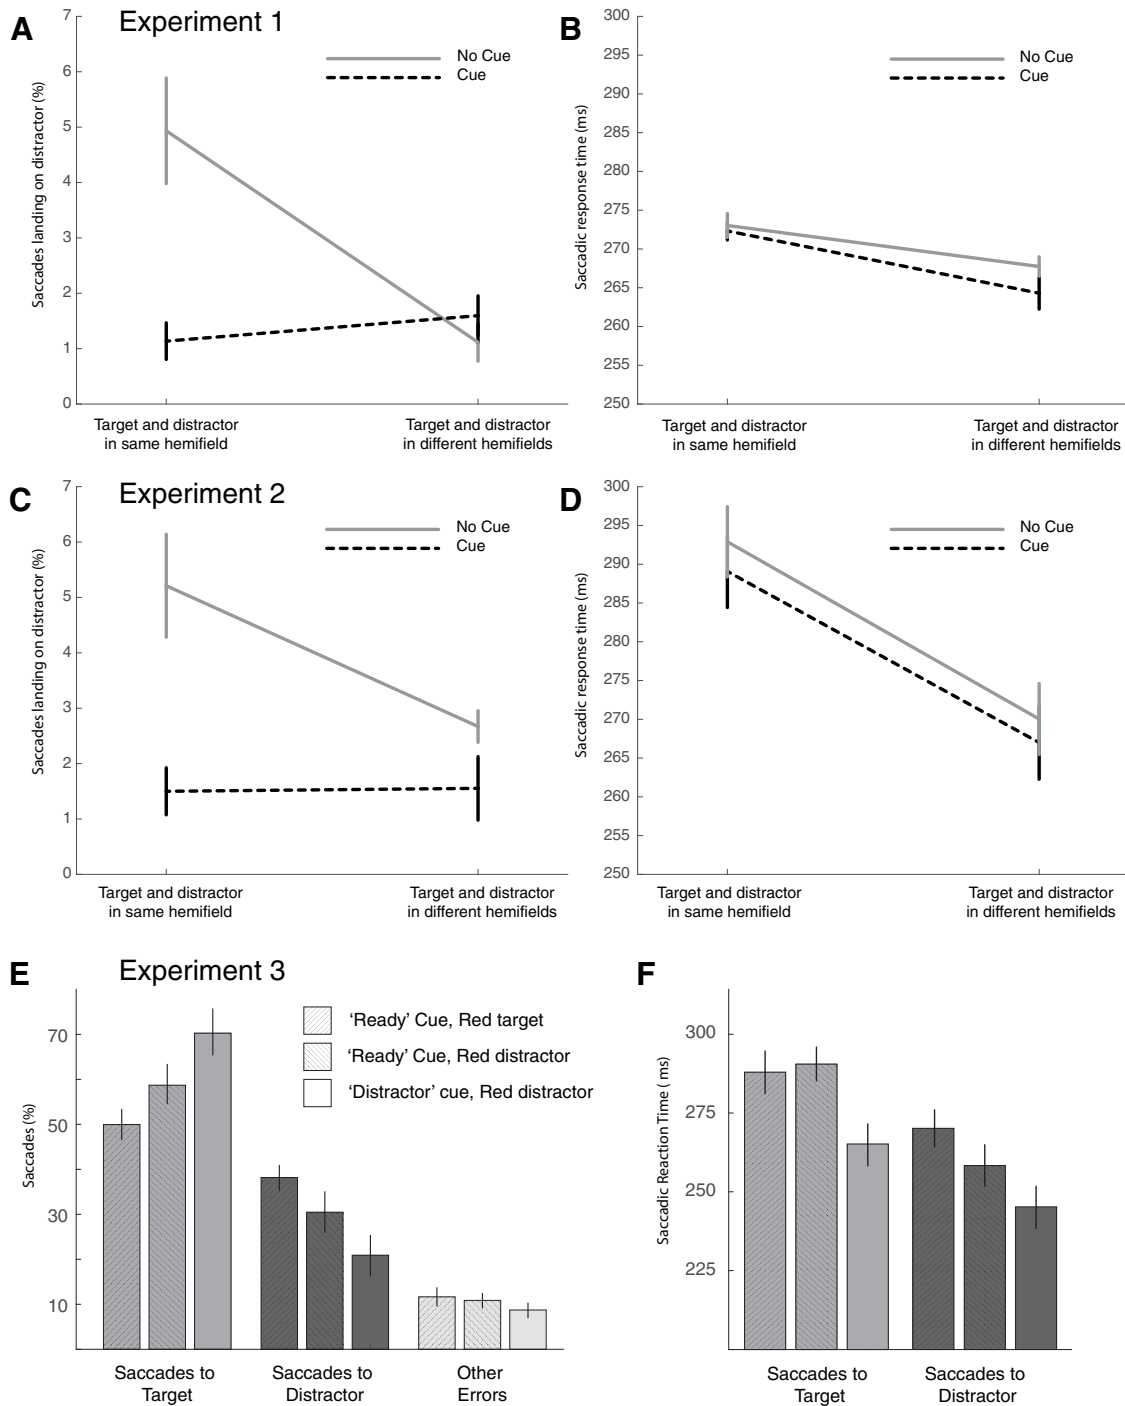 A
Experiment 1
7
6
5
4
3
2
1
0
Saccades landing on distractor (%)
No Cue
Cue
Target and distractor
in same hemifield
Target and distractor
in different hemifields
B
300
295
290
285
280
275
270
265
260
255
250
Saccadic response time (ms)
No Cue
Cue
Target and distractor
in same hemifield
Target and distractor
in different hemifields
C
Experiment 2
7
6
5
4
3
2
1
0
Saccades landing on distractor (%)
No Cue
Cue
Target and distractor
in same hemifield
Target and distractor
in different hemifields
D
300
295
290
285
280
275
270
265
260
255
250
Saccadic response time (ms)
No Cue
Cue
Target and distractor
in same hemifield
Target and distractor
in different hemifields
E
Experiment 3
70
50
30
10
Saccades (%)
‘Ready’ Cue, Red target
‘Ready’ Cue, Red distractor
‘Distractor’ cue, Red distractor
Saccades to
Target
Saccades to
Distractor
Other
Errors
F
300
275
250
225
Saccadic Reaction Time ( ms)
Saccades to
Target
Saccades to
Distractor